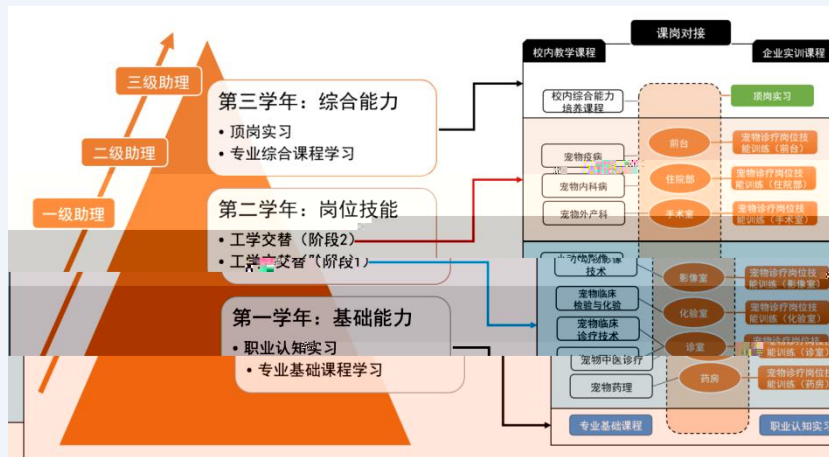 课岗对接
校内教学课程
企业实训课程
三级助理
二级助理
一级助理
第三学年：综合能力
• 顶岗实习
• 专业综合课程学习
第二学年：岗位技能
• 工学交替（阶段2）
• 工学交替（阶段1）
第一学年：基础能力
• 职业认知实习
• 专业基础课程学习
校内综合能力
培养课程
顶岗实习
宠物疫病
前台
宠物诊疗岗位技
能训练（前台）
宠物内科病
住院部
宠物诊疗岗位技
能训练（住院部）
宠物外产科
手术室
宠物诊疗岗位技
能训练（手术室）
小动物影像
技术
影像室
宠物诊疗岗位技
能训练（影像室）
宠物临床
检验与化验
化验室
宠物诊疗岗位技
能训练（化验室）
宠物临床
诊疗技术
诊室
能训练（诊室）
宠物中医诊疗
宠物药理
药房
宠物诊疗岗位技
能训练（药房）
专业基础课程
职业认知实习